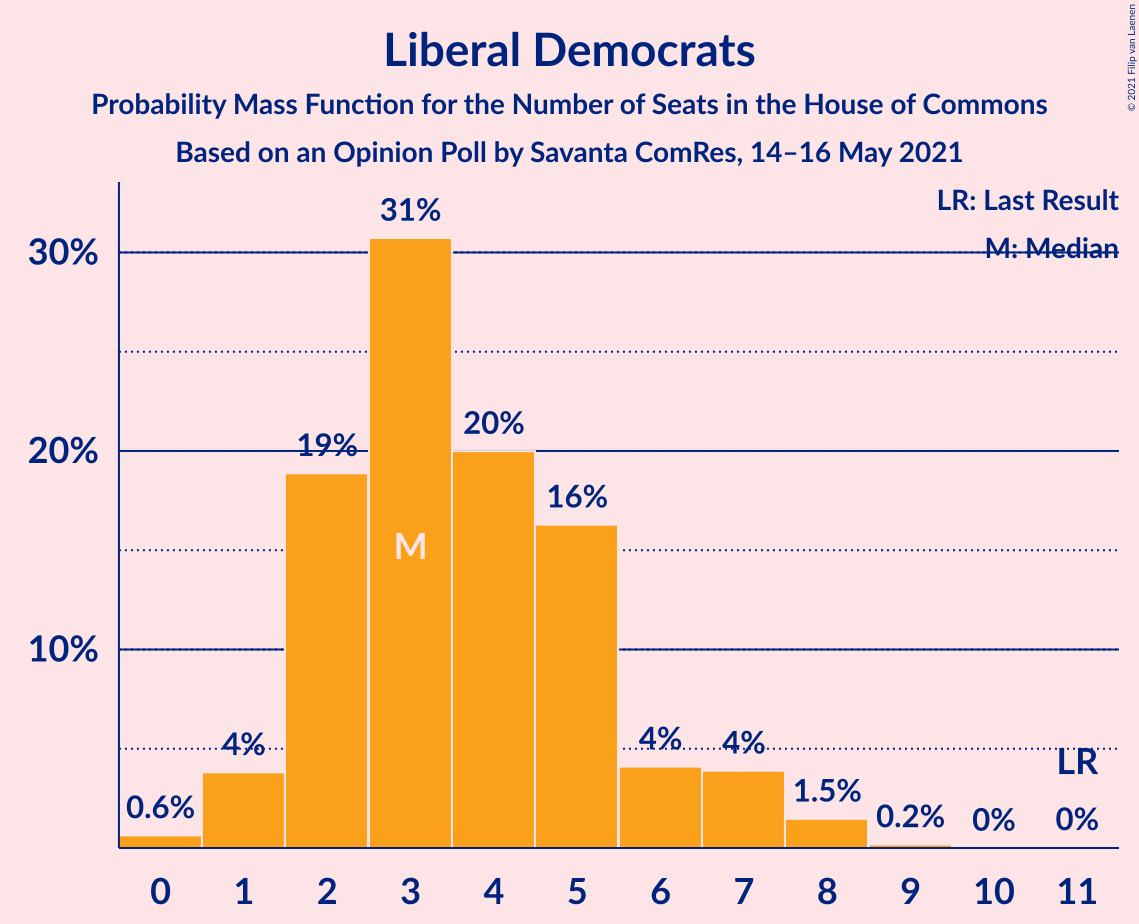 Liberal Democrats
Probability Mass Function for the Number of Seats in the House of Commons
Based on an Opinion Poll by Savanta ComRes, 14–16 May 2021
© 2021 Filip van Laenen
LR: Last Result
M: Median
30%
20%
10%
0.6%
4%
19%
31%
M
20%
16%
4%
4%
1.5%
0.2%
0%
LR
0%
0 1 2 3 4 5 6 7 8 9 10 11